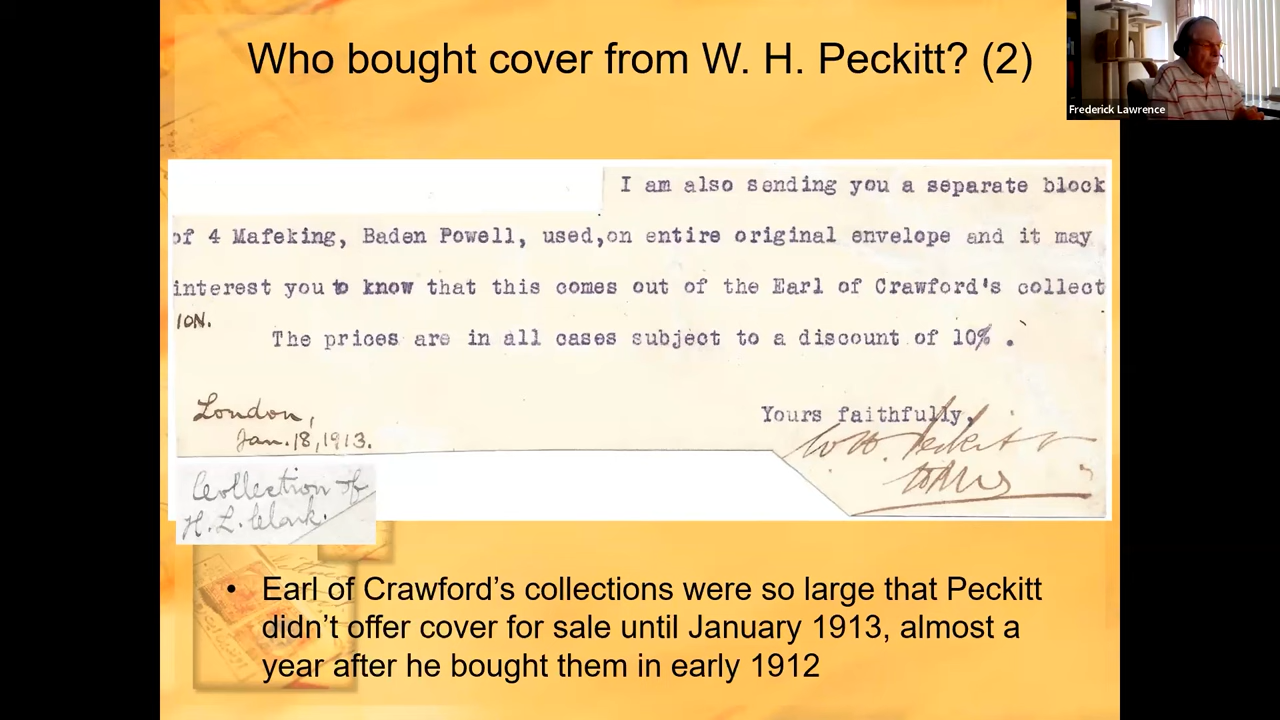 Who bought cover from W. H. Peckitt? (2)
Frederick Lawrence
I am also sending you a separate block
of 4 Mafeking, Baden Powell, used,on entire original envelope and it may
interest you to know that this comes out of the Earl of Crawford's collect
ION.
The prices are in all cases subject to a discount of 10% .
London,
Jan.18,1913.
Yours faithfully,
W.H. Peckitt
Collection of
H. L. Clark.
• Earl of Crawford’s collections were so large that Peckitt
didn’t offer cover for sale until January 1913, almost a
year after he bought them in early 1912